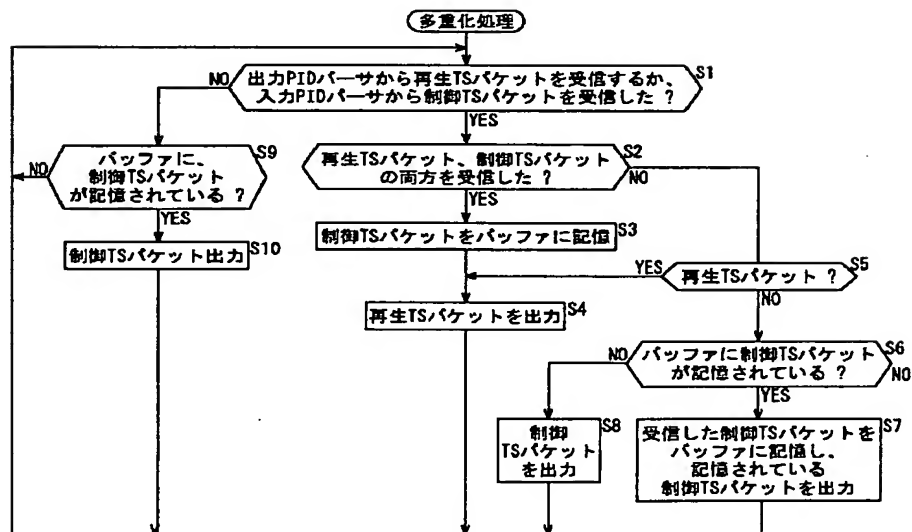 多重化処理
出力PIDパーサから再生TSパケットを受信するか、
入力PIDパーサから制御TSパケットを受信した ?
S1
NO
YES
バッファに、
制御TSパケット
が記憶されている ?
S9
NO
YES
再生TSパケット、制御TSパケット
の両方を受信した ?
S2
NO
YES
制御TSパケット出力
S10
制御TSパケットをバッファに記憶
S3
再生TSパケット ?
S5
YES
NO
再生TSパケットを出力
S4
バッファに制御TSパケット
が記憶されている ?
S6
NO
NO
YES
制御
TSパケット
を出力
S8
受信した制御TSパケットを
バッファに記憶し、
記憶されている
制御TSパケットを出力
S7